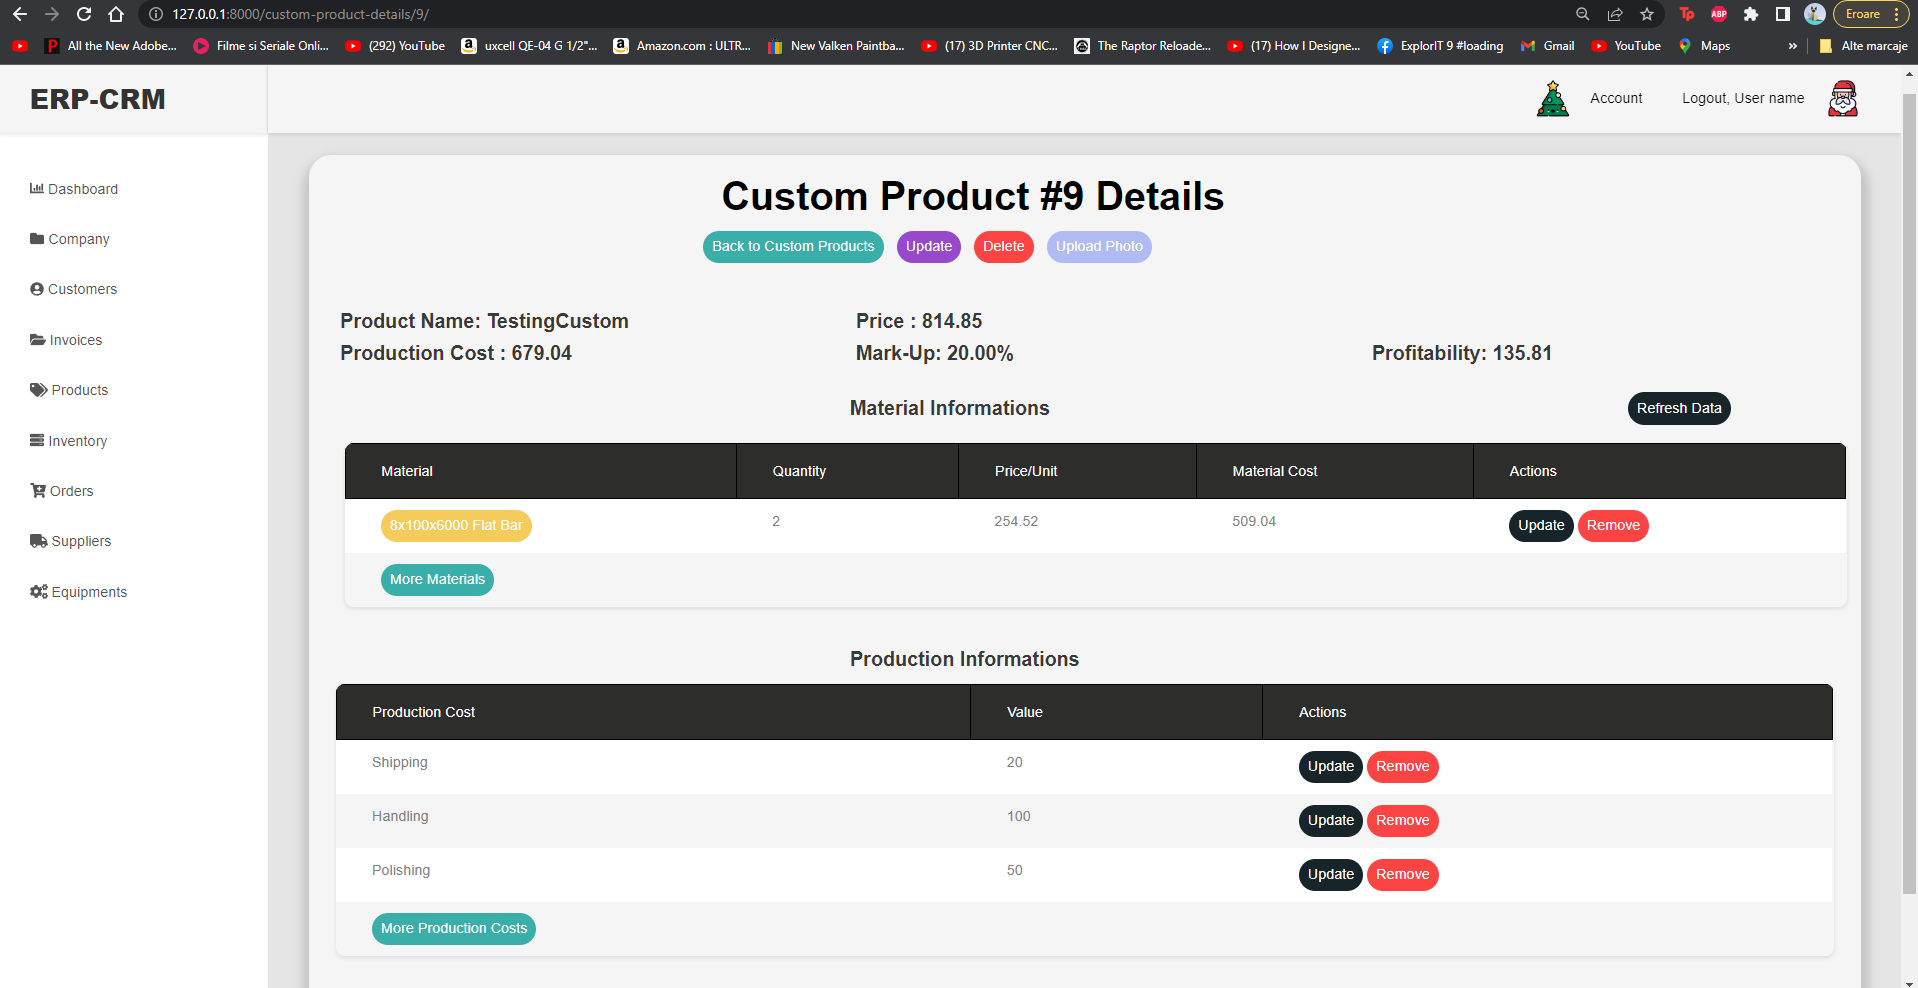 127.0.0.1:8000/custom-product-details/9/
Tp ABP Eroare
All the New Adobe... Filme si Seriale Onli... (292) YouTube uxcell QE-04 G 1/2"... Amazon.com : ULTR... New Valken Paintba... (17) 3D Printer CNC... The Raptor Reloade... (17) How I Designe... ExplorIT 9 #loading Gmail YouTube Maps » Alte marcaje
ERP-CRM
Account Logout, User name
Dashboard
Company
Customers
Invoices
Products
Inventory
Orders
Suppliers
Equipments
Custom Product #9 Details
Back to Custom Products Update Delete Upload Photo
Product Name: TestingCustom Price : 814.85
Production Cost : 679.04 Mark-Up: 20.00% Profitability: 135.81
Material Informations Refresh Data
Material Quantity Price/Unit Material Cost Actions
8x100x6000 Flat Bar 2 254.52 509.04 Update Remove
More Materials
Production Informations
Production Cost Value Actions
Shipping 20 Update Remove
Handling 100 Update Remove
Polishing 50 Update Remove
More Production Costs